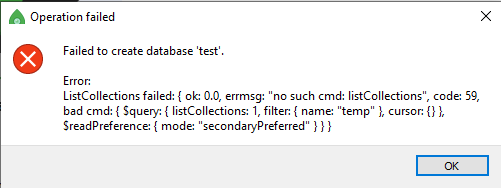 Operation failed
Failed to create database 'test'.
Error:
ListCollections failed: { ok: 0.0, errmsg: "no such cmd: listCollections", code: 59,
bad cmd: { $query: { listCollections: 1, filter: { name: "temp" }, cursor: {} },
$readPreference: { mode: "secondaryPreferred" } } }
OK